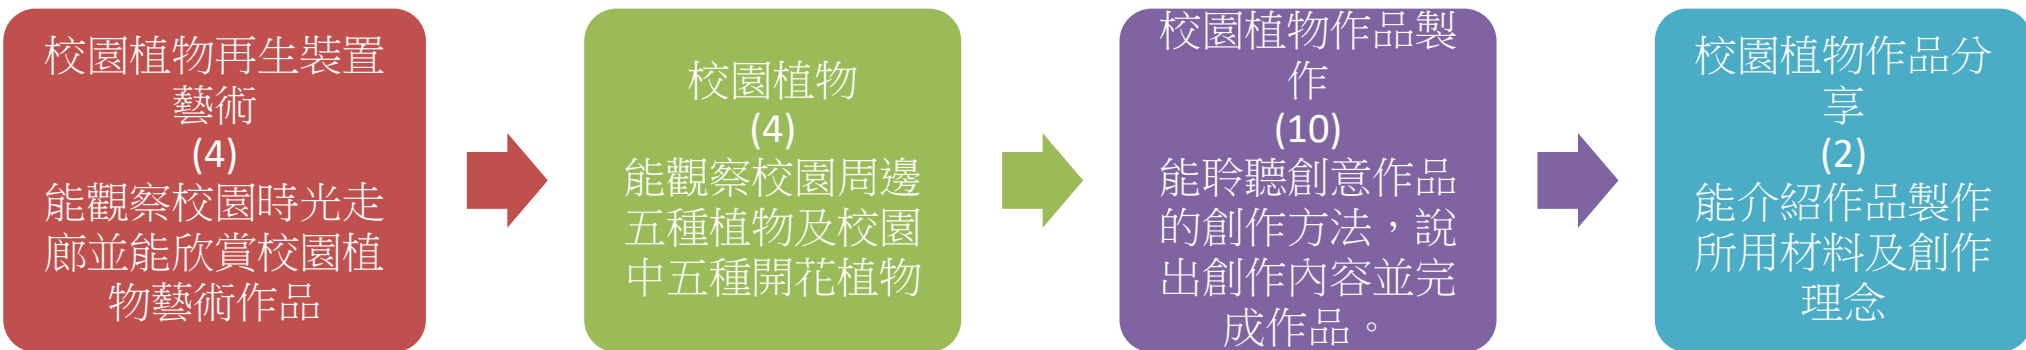 校園植物再生裝置
藝術
(4)
能觀察校園時光走
廊並能欣賞校園植
物藝術作品
校園植物
(4)
能觀察校園周邊
五種植物及校園
中五種開花植物
校園植物作品製
作
(10)
能聆聽創意作品
的創作方法，說
出創作內容並完
成作品。
校園植物作品分
享
(2)
能介紹作品製作
所用材料及創作
理念